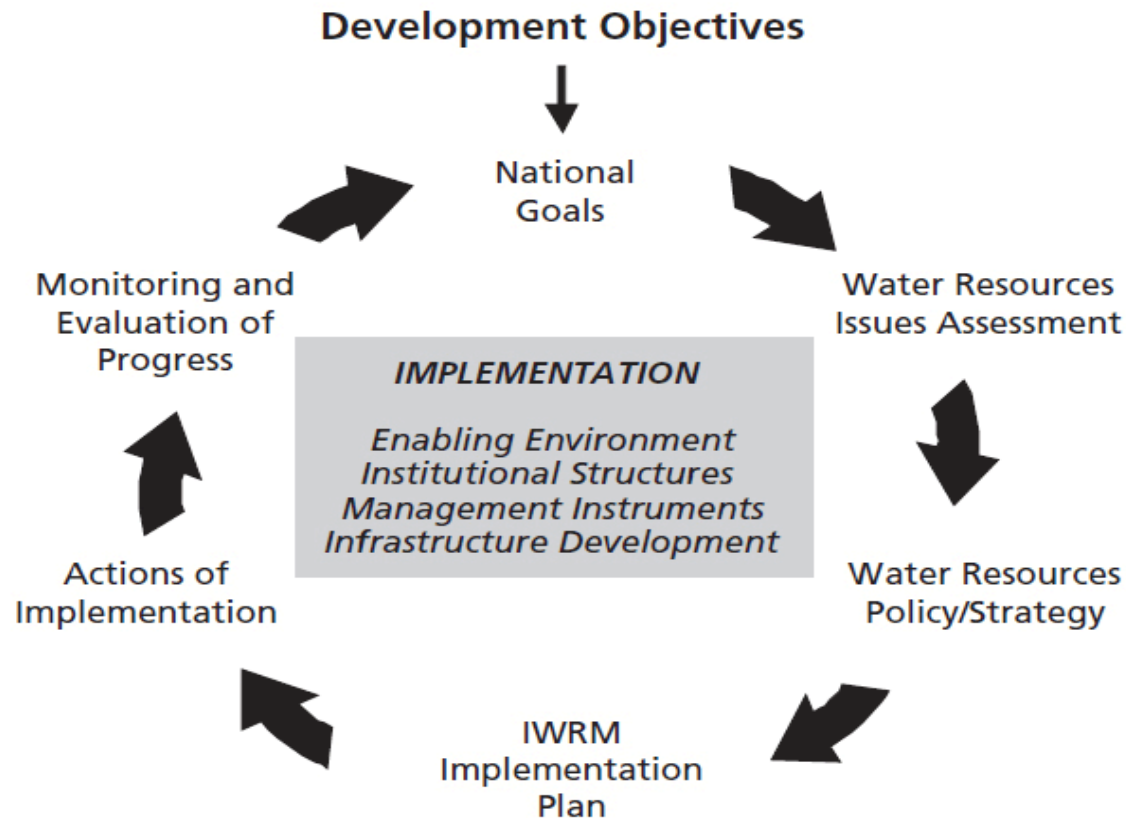 Development Objectives
National
Goals
Water Resources
Issues Assessment
Water Resources
Policy/Strategy
IWRM
Implementation
Plan
Actions of
Implementation
Monitoring and
Evaluation of
Progress
IMPLEMENTATION
Enabling Environment
Institutional Structures
Management Instruments
Infrastructure Development